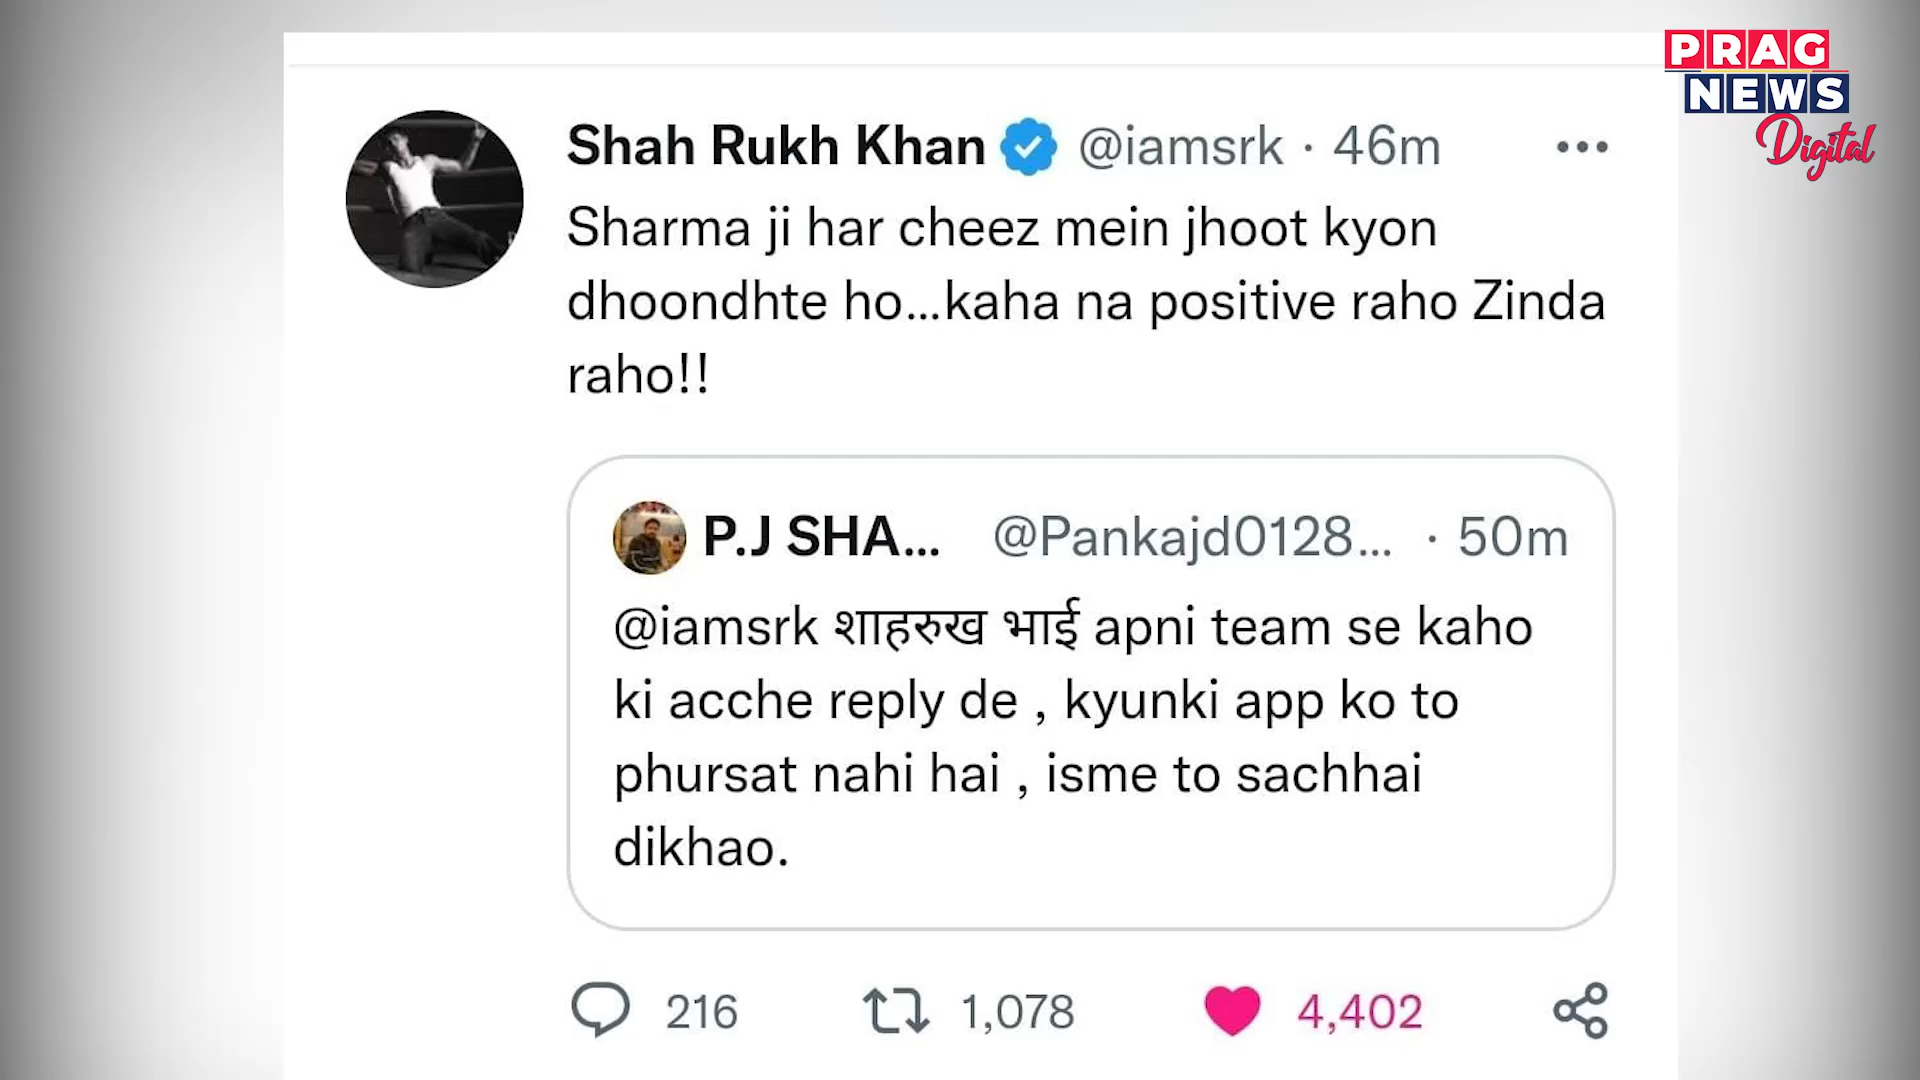 PRAG
NEWS
Digital
Shah Rukh Khan @iamsrk · 46m
Sharma ji har cheez mein jhoot kyon
dhoondhte ho...kaha na positive raho Zinda
raho!!
P.J SHA... @Pankajd0128... · 50m
@iamsrk शाहरुख भाई apni team se kaho
ki acche reply de , kyunki app ko to
phursat nahi hai , isme to sachhai
dikhao.
216 1,078 4,402